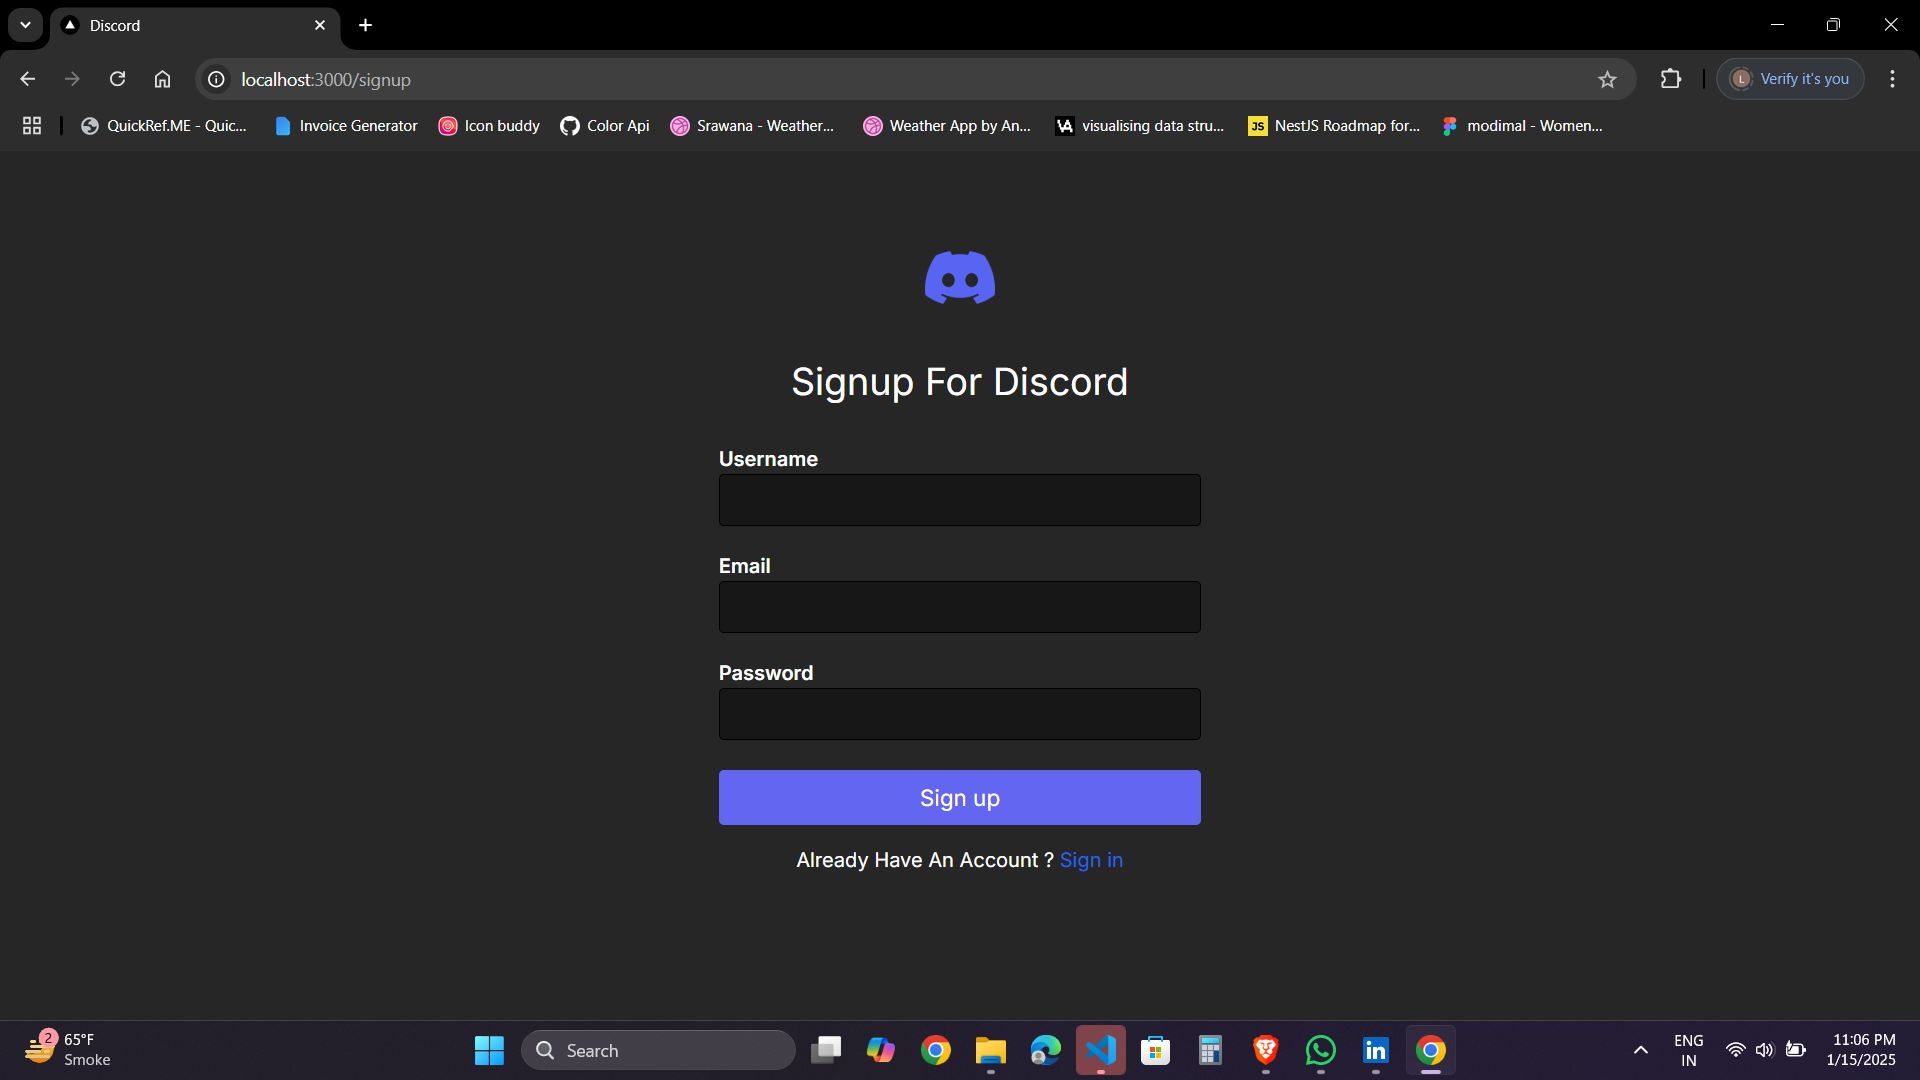 Discord
localhost:3000/signup
Verify it's you
QuickRef.ME - Quic...
Invoice Generator
Icon buddy
Color Api
Srawana - Weather...
Weather App by An...
visualising data stru...
NestJS Roadmap for...
modimal - Women...
Signup For Discord
Username
Email
Password
Sign up
Already Have An Account ? Sign in
2
65°F
Smoke
Search
ENG
IN
11:06 PM
1/15/2025